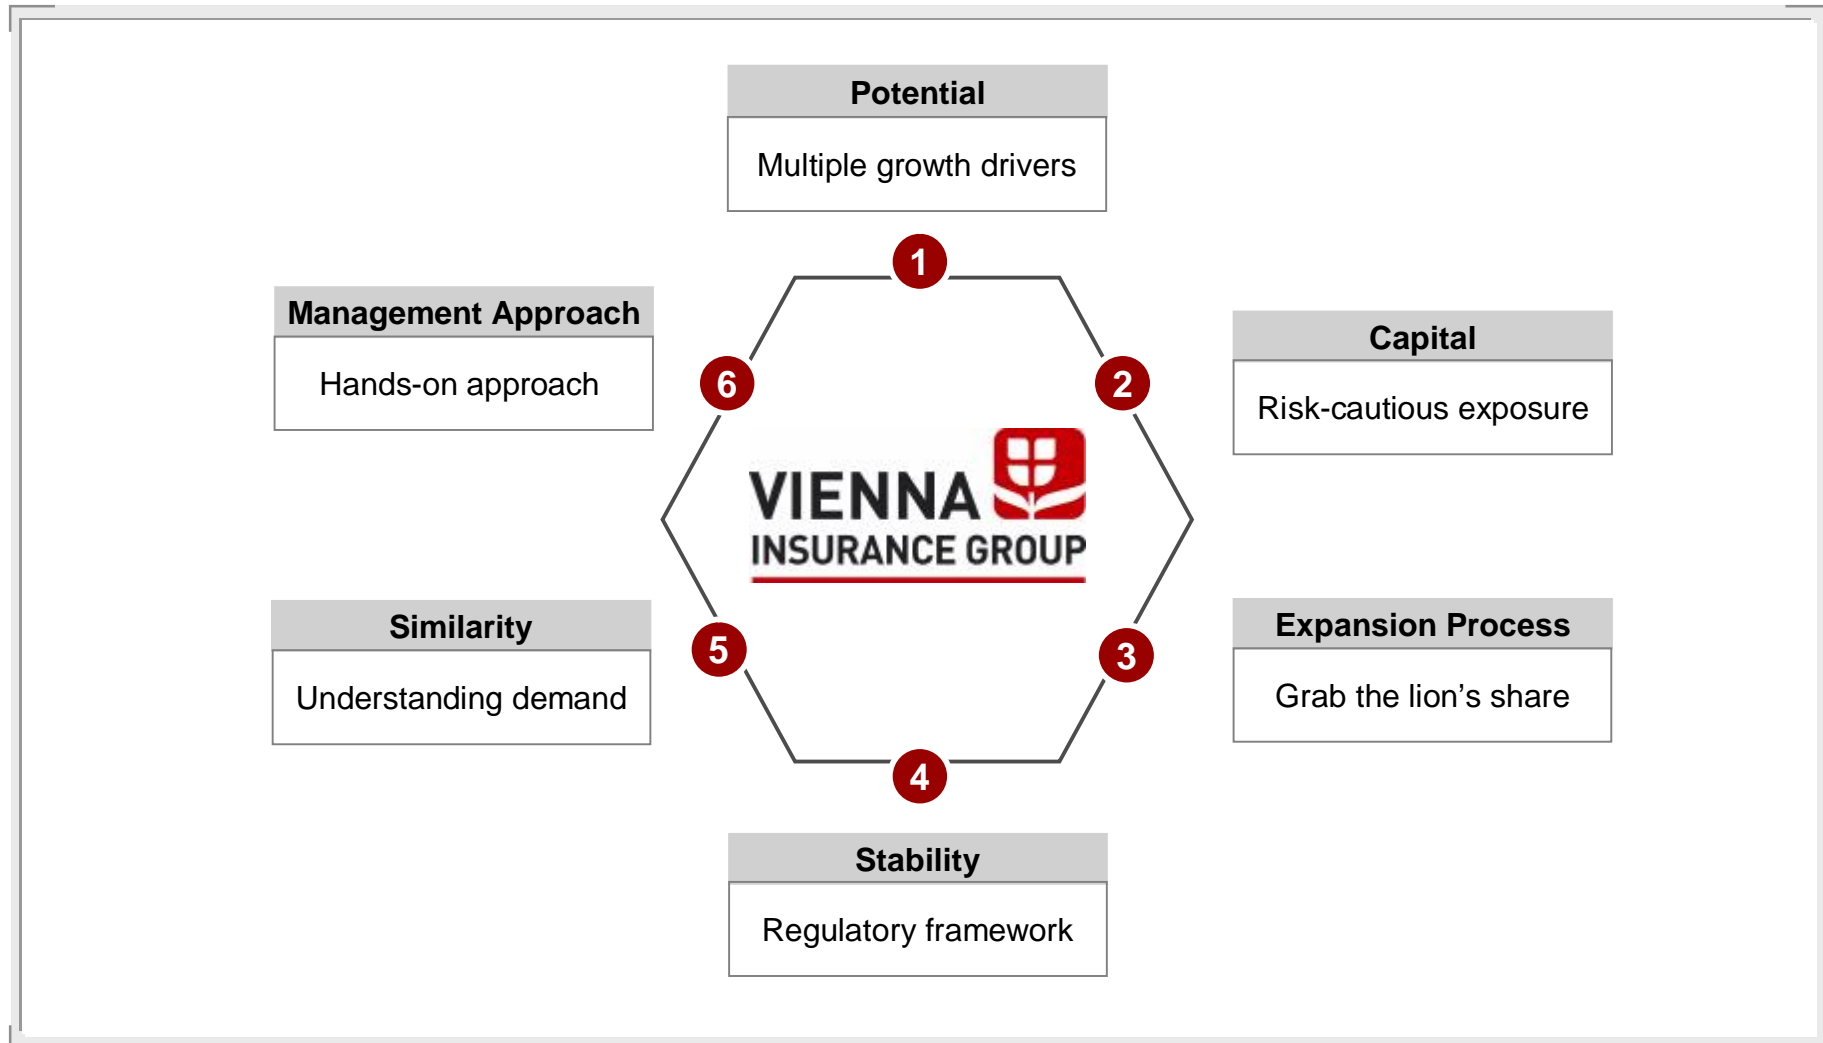 Potential
Multiple growth drivers
1
Management Approach
Hands-on approach
6
2
Capital
Risk-cautious exposure
VIENNA
INSURANCE GROUP
Similarity
Understanding demand
5
3
Expansion Process
Grab the lion’s share
4
Stability
Regulatory framework